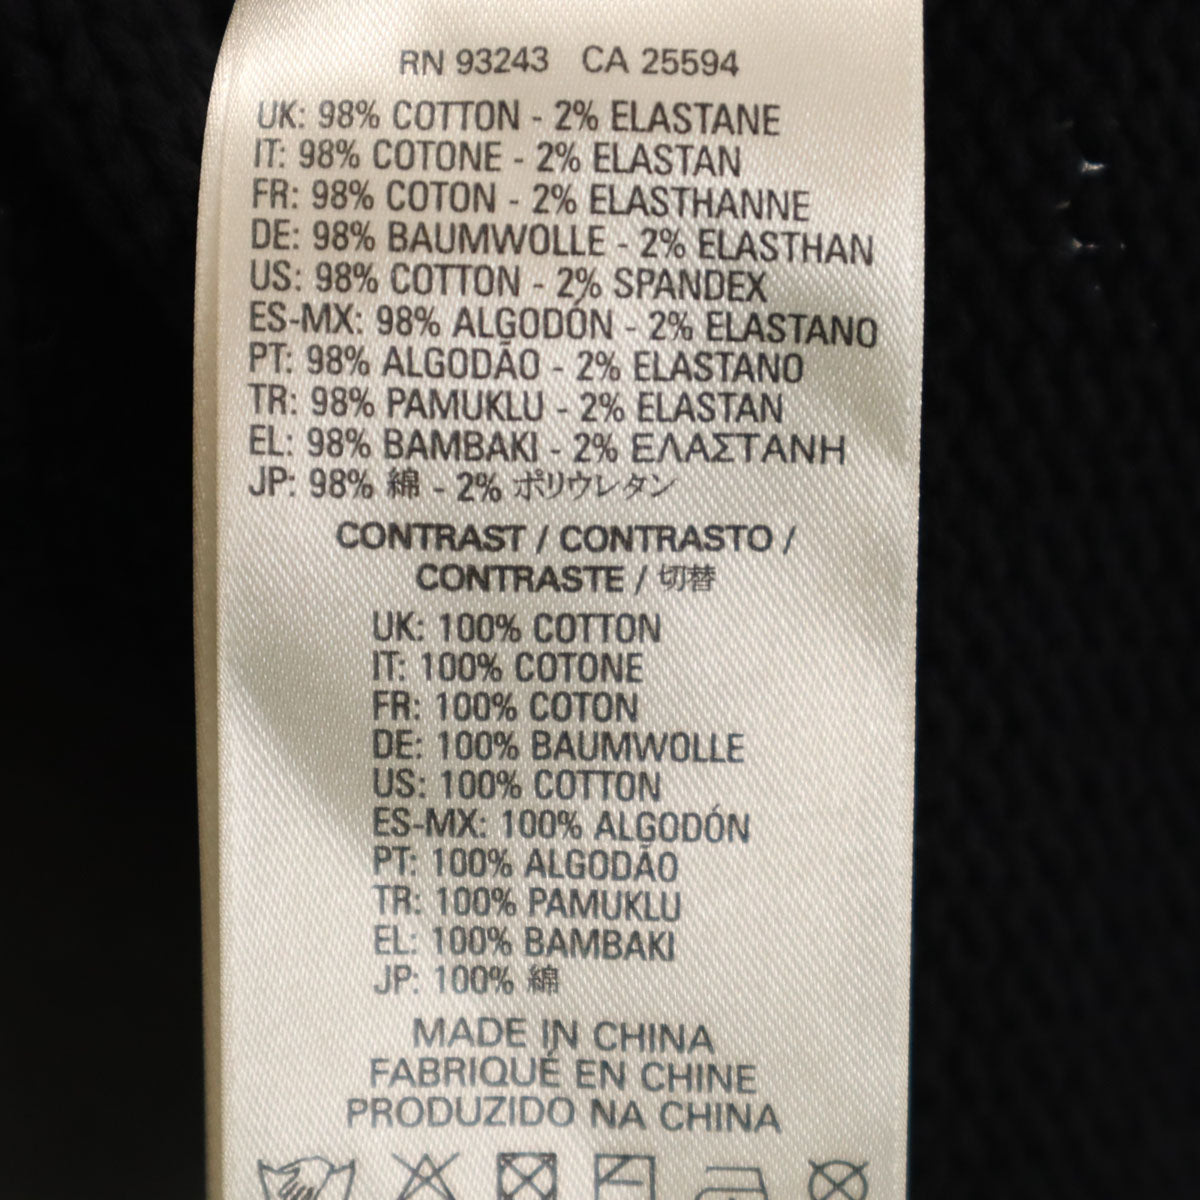 RN 93243 CA 25594
UK: 98% COTTON - 2% ELASTANE
IT: 98% COTONE - 2% ELASTAN
FR: 98% COTON - 2% ELASTHANNE
DE: 98% BAUMWOLLE - 2% ELASTHAN
US: 98% COTTON - 2% SPANDEX
ES-MX: 98% ALGODÓN - 2% ELASTANO
PT: 98% ALGODÃO - 2% ELASTANO
TR: 98% PAMUKLU - 2% ELASTAN
EL: 98% BAMBAKI - 2% ΕΛΑΣΤΑΝΗ
JP: 98% 綿 - 2% ポリウレタン
CONTRAST / CONTRASTO /
CONTRASTE / 切替
UK: 100% COTTON
IT: 100% COTONE
FR: 100% COTON
DE: 100% BAUMWOLLE
US: 100% COTTON
ES-MX: 100% ALGODÓN
PT: 100% ALGODÃO
TR: 100% PAMUKLU
EL: 100% BAMBAKI
JP: 100% 綿
MADE IN CHINA
FABRIQUÉ EN CHINE
PRODUZIDO NA CHINA